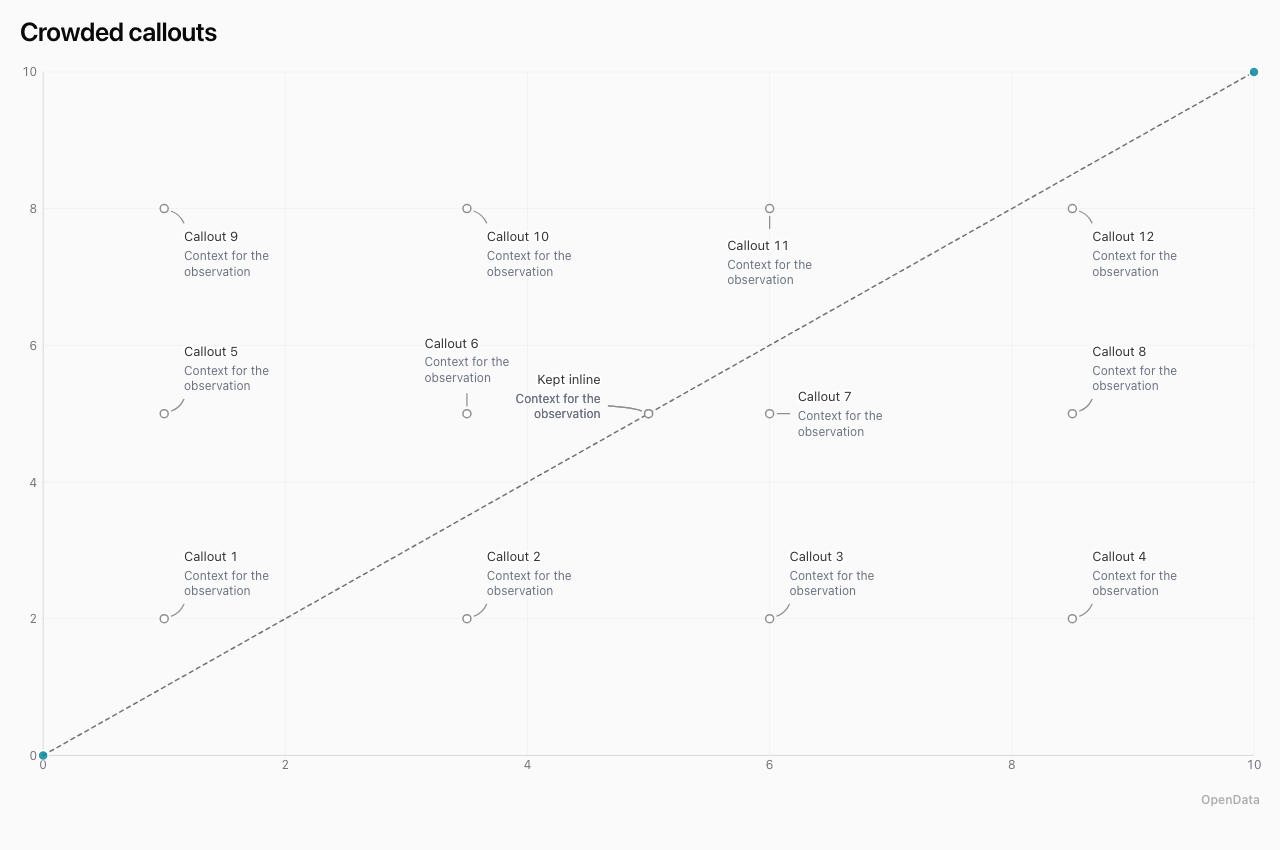 Crowded callouts
10
8
Callout 9
Context for the
observation
Callout 10
Context for the
observation
Callout 11
Context for the
observation
Callout 12
Context for the
observation
6
Callout 5
Context for the
observation
Callout 6
Context for the
observation
Kept inline
Context for the
observation
Callout 7
Context for the
observation
Callout 8
Context for the
observation
4
Callout 1
Context for the
observation
Callout 2
Context for the
observation
Callout 3
Context for the
observation
Callout 4
Context for the
observation
2
0
0 2 4 6 8 10
OpenData